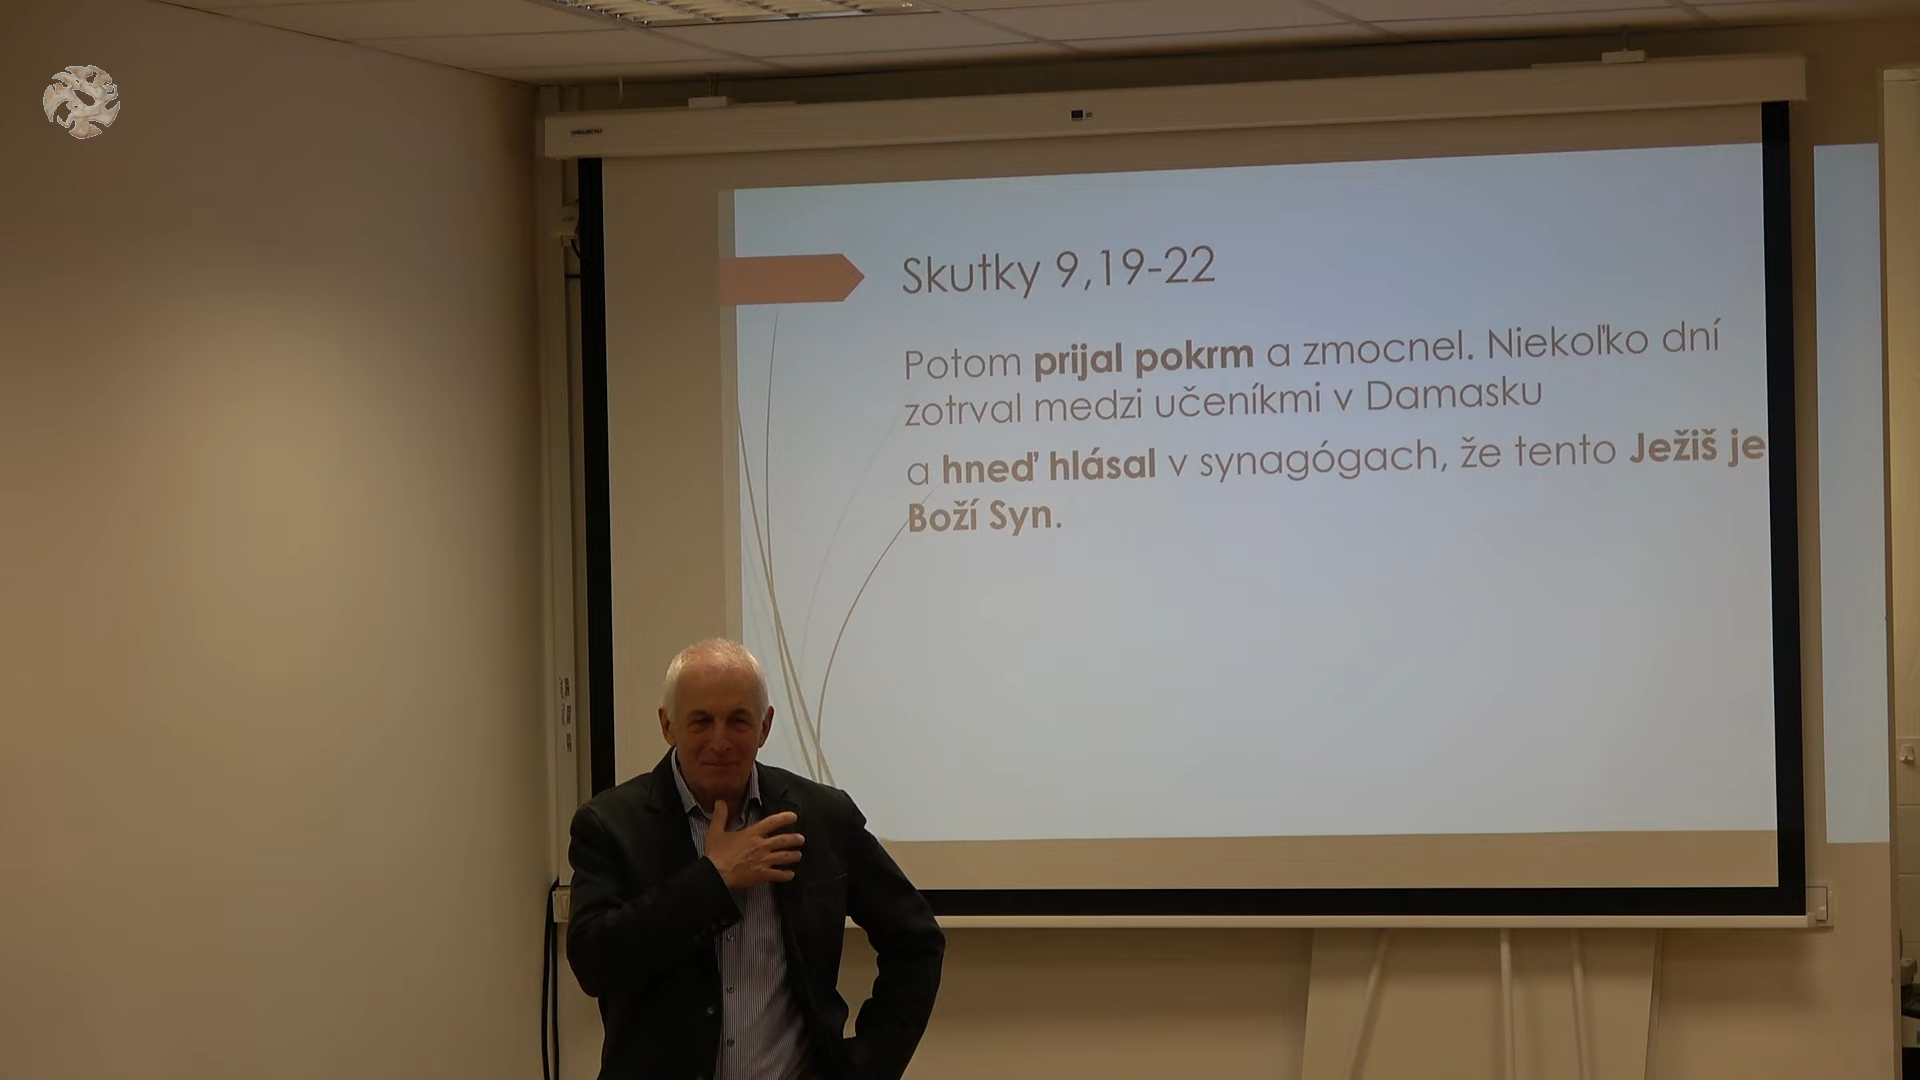 Skutky 9,19-22
Potom prijal pokrm a zmocnel. Niekoľko dní
zotrval medzi učeníkmi v Damasku
a hneď hlásal v synagógach, že tento Ježiš je
Boží Syn.